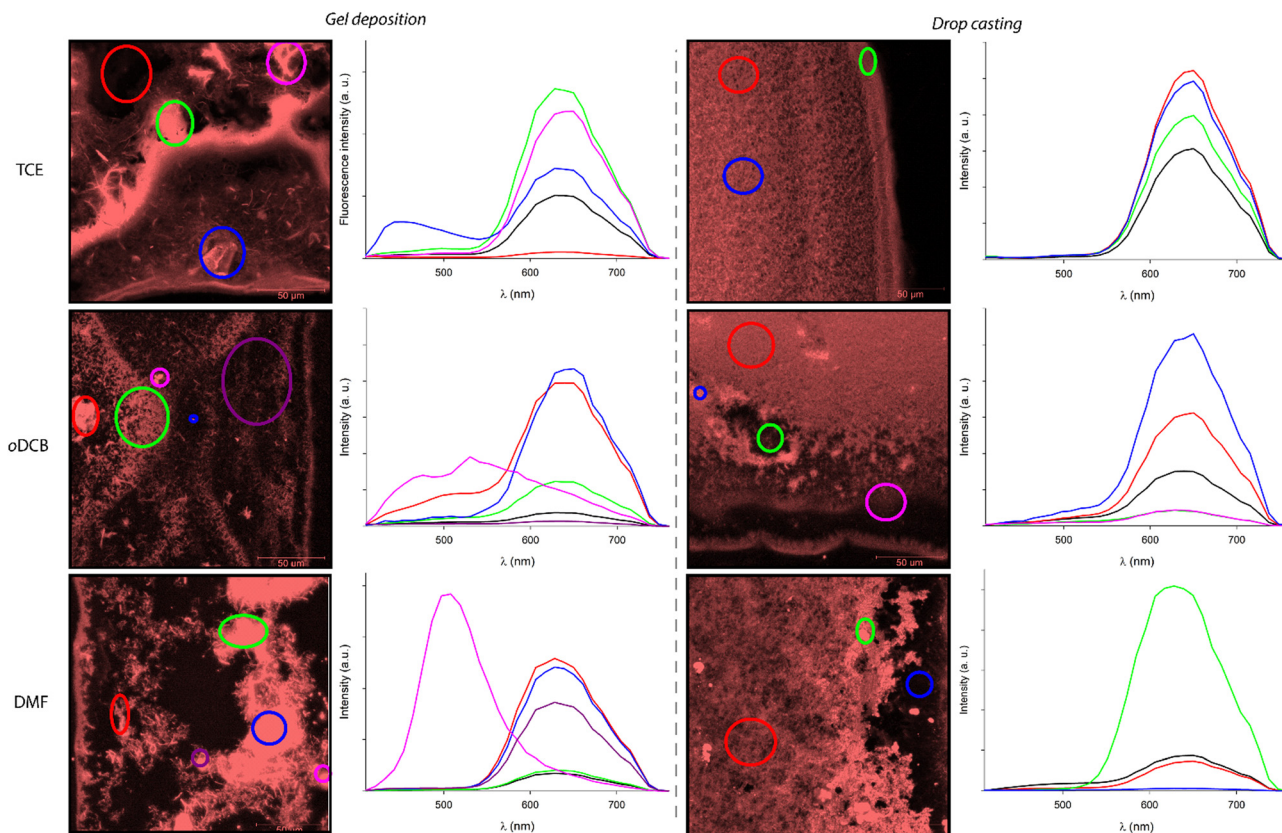 Gel deposition
Drop casting
TCE
50 µm
Fluorescence intensity (a. u.)
500
600
700
λ (nm)
50 µm
Intensity (a. u.)
500
600
700
λ (nm)
oDCB
50 µm
Intensity (a. u.)
500
600
700
λ (nm)
50 µm
Intensity (a. u.)
500
600
700
λ (nm)
DMF
50 µm
Intensity (a.u.)
500
600
700
λ (nm)
Intensity (a.u.)
500
600
700
λ (nm)